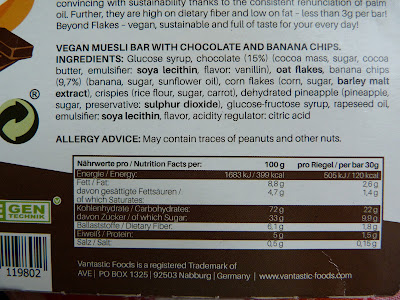 convincing with sustainability thanks to the consistent renunciation of palm
oil. Further, they are high on dietary fiber and low on fat - less than 3g per bar!
Beyond Flakes – vegan, sustainable and full of taste for your every day!
VEGAN MUESLI BAR WITH CHOCOLATE AND BANANA CHIPS.
INGREDIENTS: Glucose syrup, chocolate (15%) (cocoa mass, sugar, cocoa
butter, emulsifier: soya lecithin, flavor: vanillin), oat flakes, banana chips
(9,7%) (banana, sugar, sunflower oil), corn flakes (corn, sugar, barley malt
extract), crispies (rice flour, sugar, carrot), dehydrated pineapple (pineapple,
sugar, preservative: sulphur dioxide), glucose-fructose syrup, rapeseed oil,
emulsifier: soya lecithin, flavor, acidity regulator: citric acid
ALLERGY ADVICE: May contain traces of peanuts and other nuts.
®
Nährwerte pro / Nutrition Facts per: 100 g pro Riegel / per bar 30g
Energie / Energy: 1683 kJ / 399 kcal 505 kJ / 120 kcal
Fett / Fat: 8,8 g 2,6 g
davon gesättigte Fettsäuren / 4,7 g 1,4 g
of which Saturates:
Kohlenhydrate / Carbohydrates: 72 g 22 g
davon Zucker / of which Sugar: 33 g 9,9 g
Ballaststoffe / Dietary Fiber: 6,1 g 1,8 g
Eiweiß / Protein: 5 g 1,5 g
Salz / Salt: 0,5 g 0,15 g
GEN
TECHNIK
119802
Vantastic Foods is a registered Trademark of
AVE | PO BOX 1325 | 92503 Nabburg | Germany | www.vantastic-foods.com